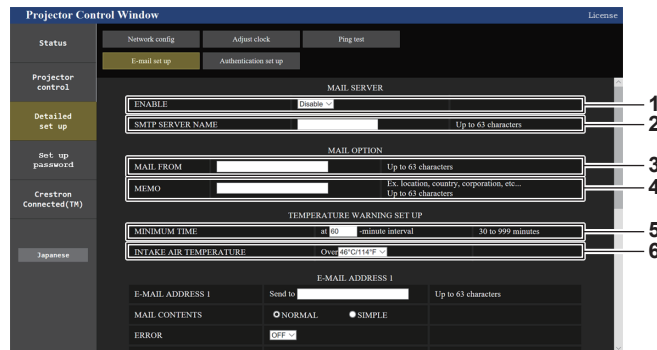 Projector Control Window
License
Status
Network config
Adjust clock
Ping test
E-mail set up
Authentication set up
Projector
control
Detailed
set up
Set up
password
Crestron
Connected(TM)
Japanese
MAIL SERVER
ENABLE Disable 1
SMTP SERVER NAME Up to 63 characters 2
MAIL OPTION
MAIL FROM Up to 63 characters 3
MEMO Ex. location, country, corporation, etc... 4
Up to 63 characters
TEMPERATURE WARNING SET UP
MINIMUM TIME at 60 -minute interval 30 to 999 minutes 5
INTAKE AIR TEMPERATURE Over 46°C/114°F 6
E-MAIL ADDRESS 1
E-MAIL ADDRESS 1 Send to Up to 63 characters
MAIL CONTENTS NORMAL SIMPLE
ERROR OFF